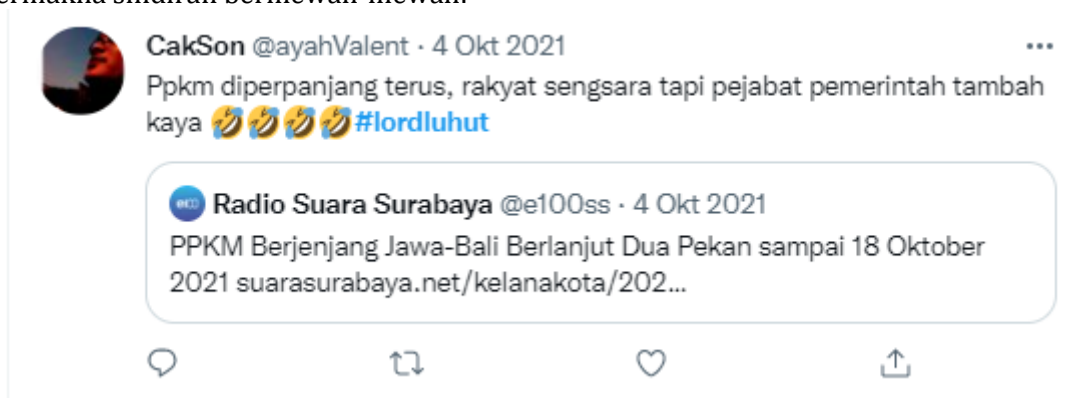 CakSon @ayahValent · 4 Okt 2021
Ppkm diperpanjang terus, rakyat sengsara tapi pejabat pemerintah tambah
kaya 🤣🤣🤣🤣#lordluhut
Radio Suara Surabaya @e100ss · 4 Okt 2021
PPKM Berjenjang Jawa-Bali Berlanjut Dua Pekan sampai 18 Oktober
2021 suarasurabaya.net/kelanakota/202...